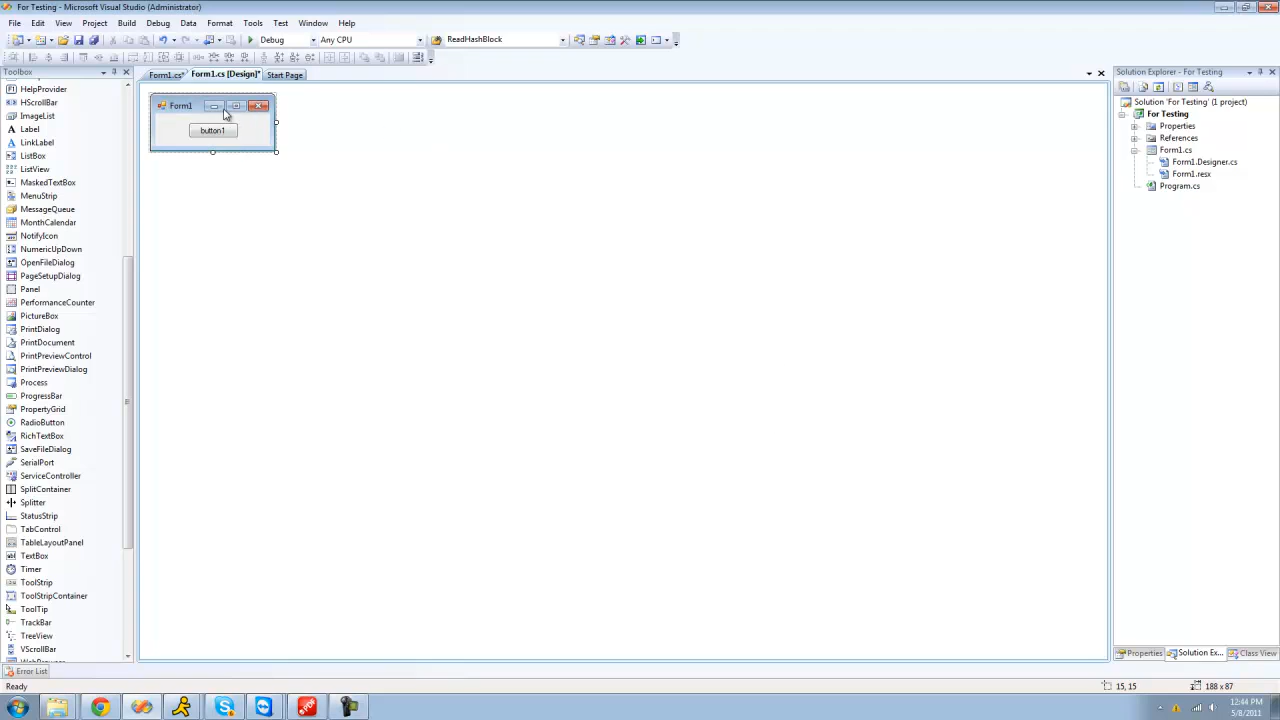 For Testing - Microsoft Visual Studio (Administrator)
File Edit View Project Build Debug Data Format Tools Test Window Help
Debug Any CPU ReadHashBlock
Toolbox
Form1.cs* Form1.cs [Design]* Start Page
Solution Explorer - For Testing
HelpProvider
HScrollBar
ImageList
Label
LinkLabel
ListBox
ListView
MaskedTextBox
MenuStrip
MessageQueue
MonthCalendar
NotifyIcon
NumericUpDown
OpenFileDialog
PageSetupDialog
Panel
PerformanceCounter
PictureBox
PrintDialog
PrintDocument
PrintPreviewControl
PrintPreviewDialog
Process
ProgressBar
PropertyGrid
RadioButton
RichTextBox
SaveFileDialog
SerialPort
ServiceController
SplitContainer
Splitter
StatusStrip
TabControl
TableLayoutPanel
TextBox
Timer
ToolStrip
ToolStripContainer
ToolTip
TrackBar
TreeView
VScrollBar
Form1
button1
Solution 'For Testing' (1 project)
For Testing
Properties
References
Form1.cs
Form1.Designer.cs
Form1.resx
Program.cs
Properties Solution Ex... Class View
Error List
Ready 15, 15 188 x 87
12:44 PM
5/8/2011